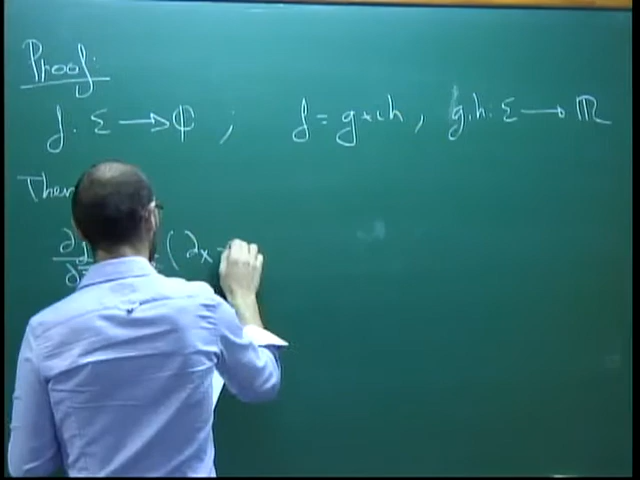 Proof:
f: Σ → ℂ ; f = g + ih , g, h: Σ → ℝ
Then
∂f (∂x